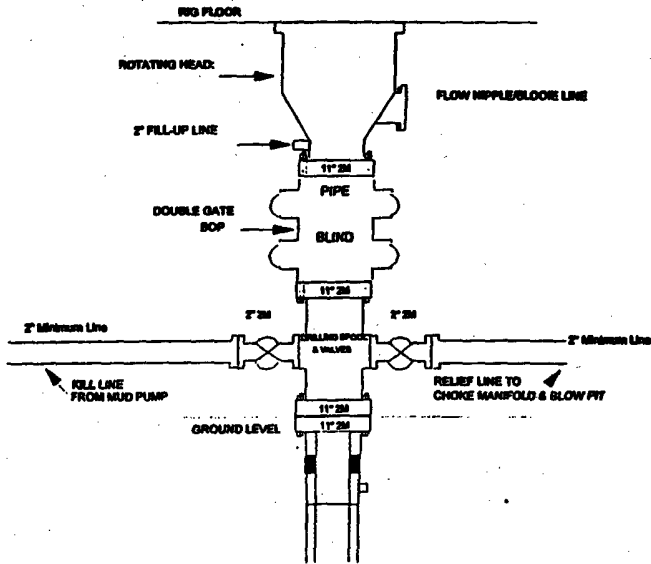 RIG FLOOR
ROTATING HEAD:
FLOW NIPPLE/BLOOIE LINE
2" FILL-UP LINE
11" 2M
PIPE
DOUBLE GATE
BOP
BLIND
11" 2M
2" 2M
2" 2M
2" Minimum Line
2" Minimum Line
DRILLING SPOOL
& VALVES
KILL LINE
FROM MUD PUMP
RELIEF LINE TO
CHOKE MANIFOLD & BLOW PIT
11" 2M
GROUND LEVEL
11" 2M